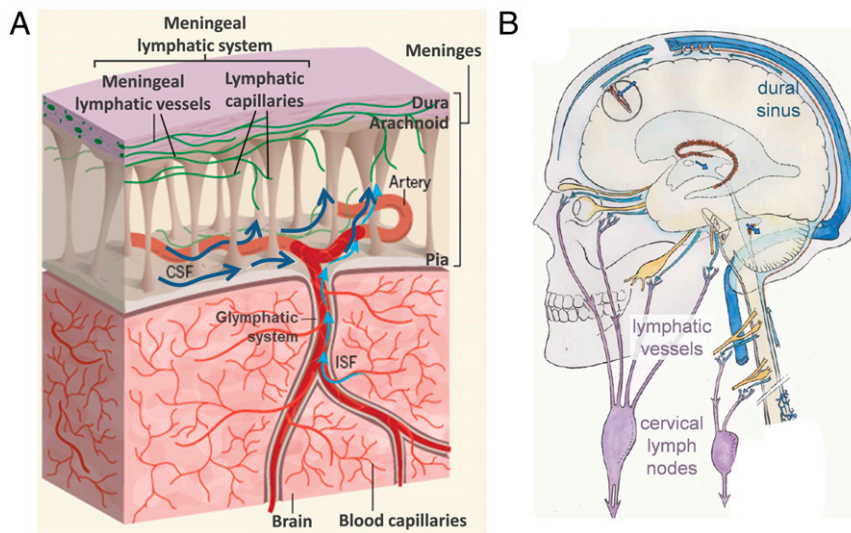 A
Meningeal
lymphatic system
Meningeal
lymphatic vessels
Lymphatic
capillaries
Meninges
Dura
Arachnoid
Artery
Pia
CSF
Glymphatic
system
ISF
Brain
Blood capillaries
B
dural
sinus
lymphatic
vessels
cervical
lymph
nodes